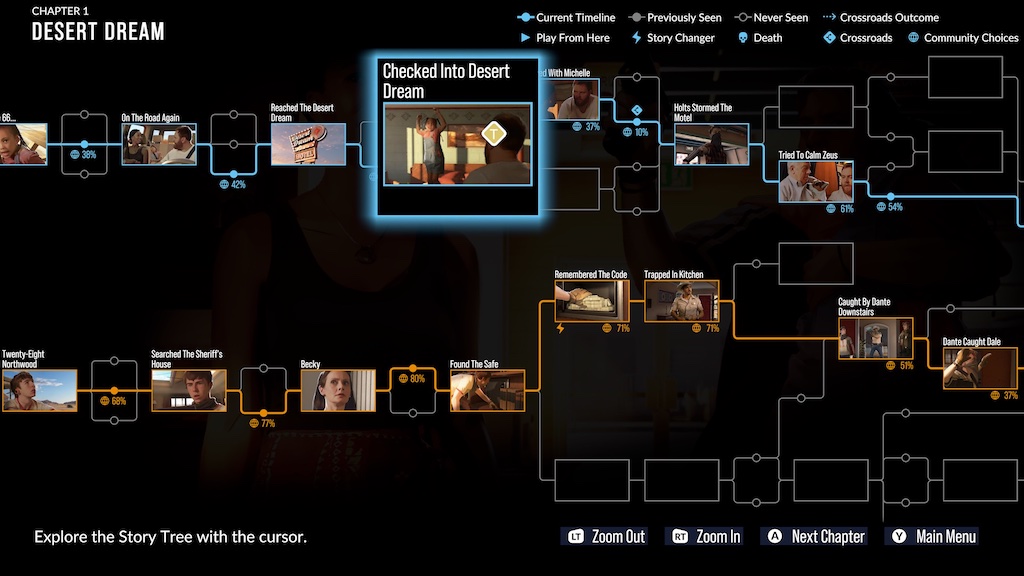 CHAPTER 1
DESERT DREAM
Current Timeline
Previously Seen
Never Seen
Crossroads Outcome
Play From Here
Story Changer
Death
Crossroads
Community Choices
66...
On The Road Again
Reached The Desert
Dream
Checked Into Desert
Dream
T
ed With Michelle
Holts Stormed The
Motel
Tried To Calm Zeus
38%
42%
37%
10%
61%
54%
Remembered The Code
Trapped In Kitchen
71%
71%
Caught By Dante
Downstairs
51%
Dante Caught Dale
37%
Twenty-Eight
Northwood
Searched The Sheriff's
House
Becky
Found The Safe
68%
77%
80%
Explore the Story Tree with the cursor.
LT Zoom Out
RT Zoom In
A Next Chapter
Y Main Menu